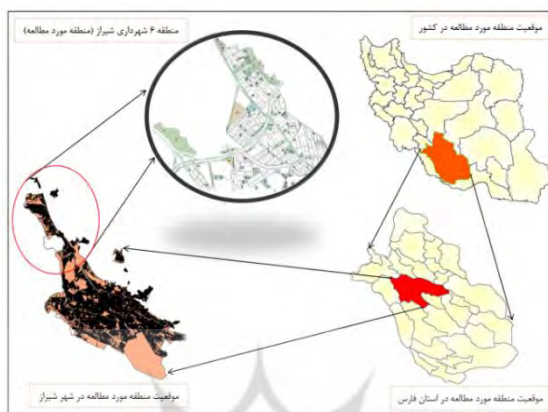 موقعیت منطقه مورد مطالعه در کشور
منطقه ۶ شهرداری شیراز (منطقه مورد مطالعه)
موقعیت منطقه مورد مطالعه در استان فارس
موقعیت منطقه مورد مطالعه در شهر شیراز